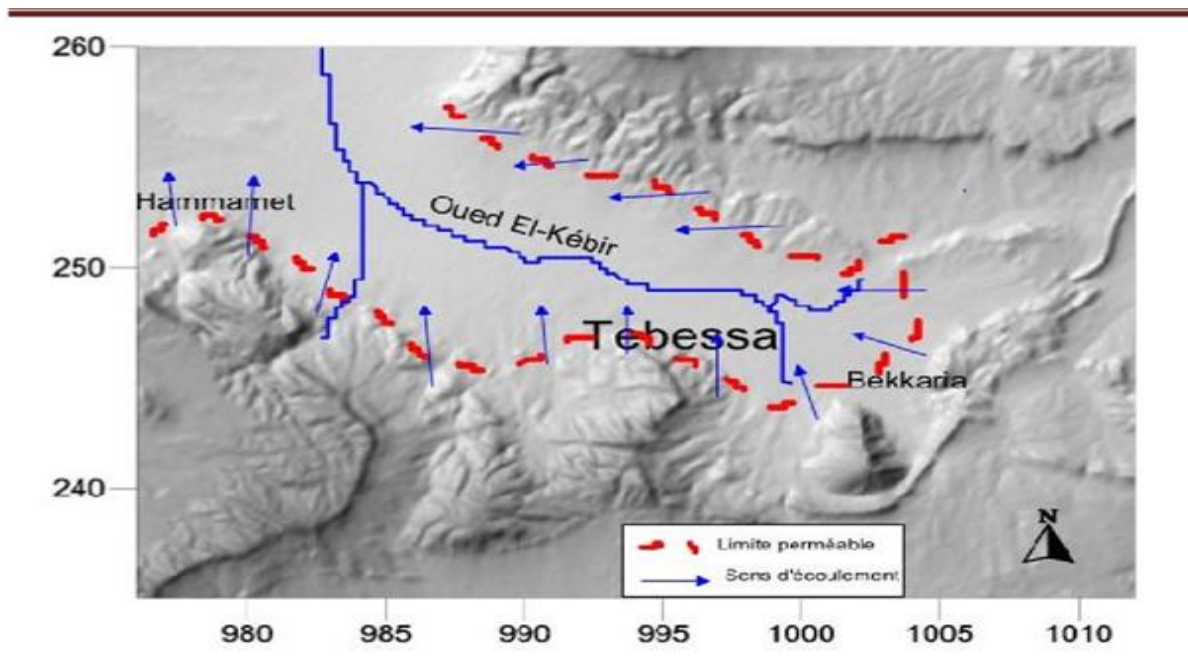 260
250
240
Hammamet
Oued El-Kébir
Tébessa
Bekkaria
N
Limite perméable
Sens d'écoulement
980 985 990 995 1000 1005 1010